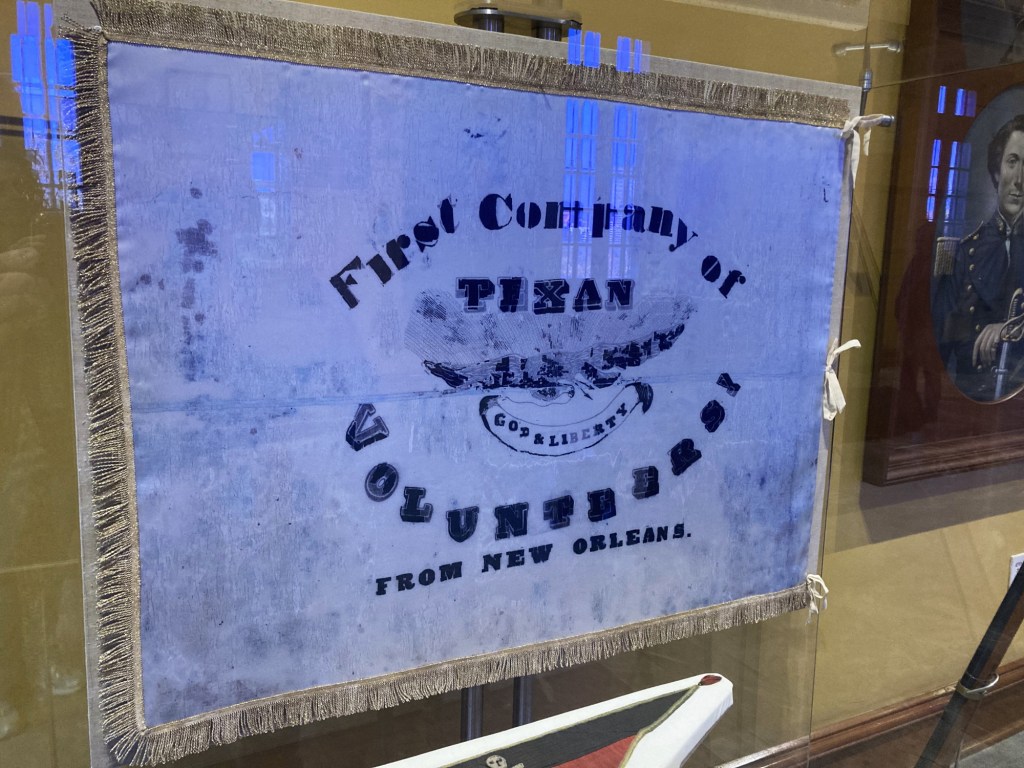 First Company of
TEXAN
GOD & LIBERTY
VOLUNTEERS!
FROM NEW ORLEANS.